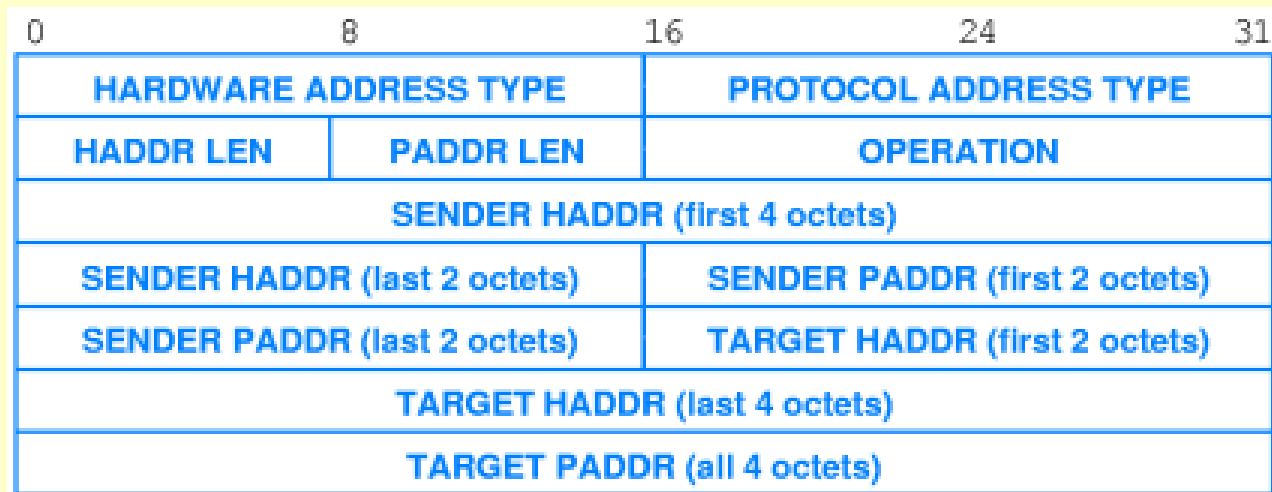 0 8 16 24 31
HARDWARE ADDRESS TYPE PROTOCOL ADDRESS TYPE
HADDR LEN PADDR LEN OPERATION
SENDER HADDR (first 4 octets)
SENDER HADDR (last 2 octets) SENDER PADDR (first 2 octets)
SENDER PADDR (last 2 octets) TARGET HADDR (first 2 octets)
TARGET HADDR (last 4 octets)
TARGET PADDR (all 4 octets)